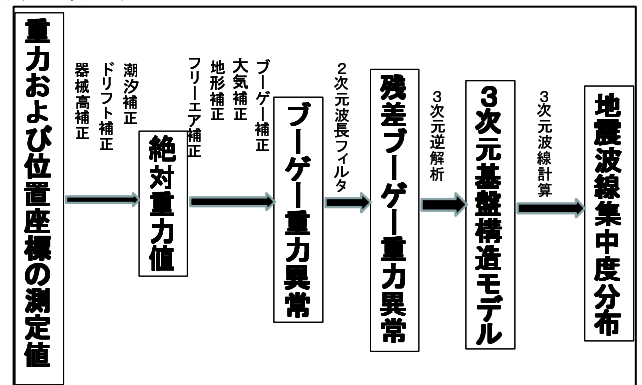 重力および位置座標の測定値
器械高補正
ドリフト補正
潮汐補正
絶対重力値
フリーエア補正
地形補正
大気補正
ブーゲー補正
ブーゲー重力異常
2次元波長フィルタ
残差ブーゲー重力異常
3次元逆解析
3次元基盤構造モデル
3次元波線計算
地震波線集中度分布